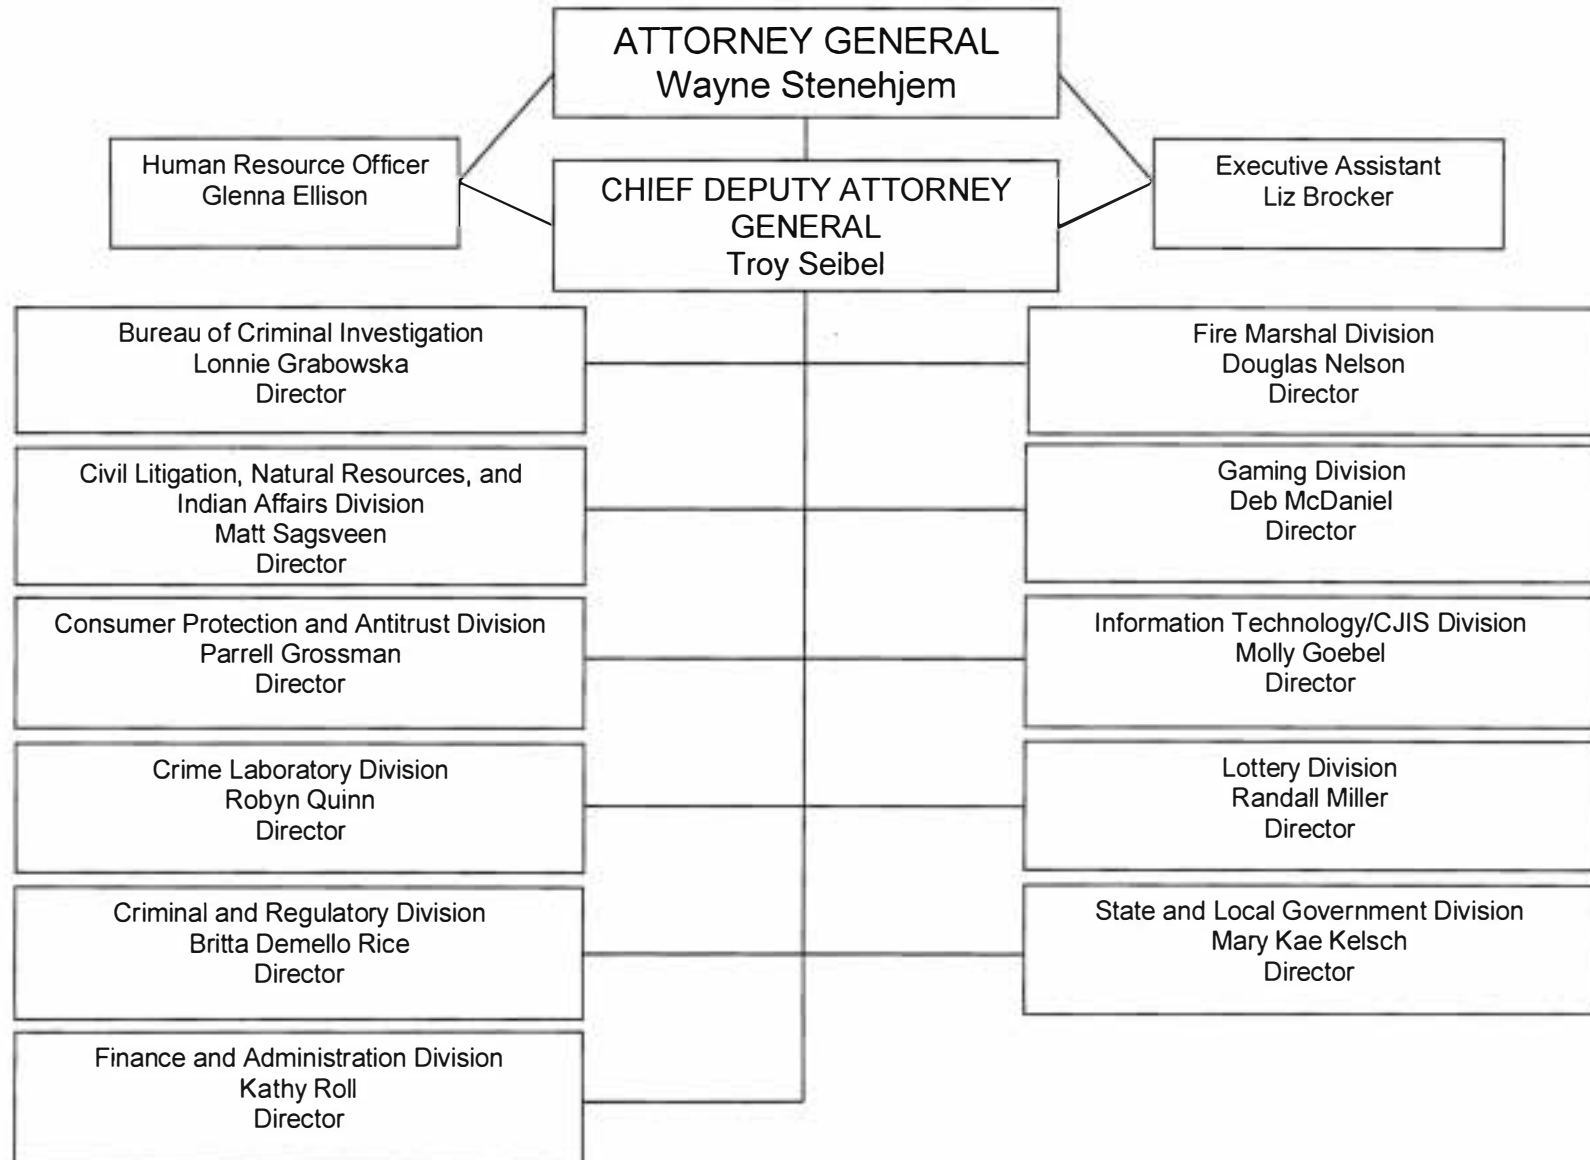 ATTORNEY GENERAL
Wayne Stenehjem
Human Resource Officer
Glenna Ellison
Executive Assistant
Liz Brocker
CHIEF DEPUTY ATTORNEY
GENERAL
Troy Seibel
Bureau of Criminal Investigation
Lonnie Grabowska
Director
Fire Marshal Division
Douglas Nelson
Director
Civil Litigation, Natural Resources, and
Indian Affairs Division
Matt Sagsveen
Director
Gaming Division
Deb McDaniel
Director
Consumer Protection and Antitrust Division
Parrell Grossman
Director
Information Technology/CJIS Division
Molly Goebel
Director
Crime Laboratory Division
Robyn Quinn
Director
Lottery Division
Randall Miller
Director
Criminal and Regulatory Division
Britta Demello Rice
Director
State and Local Government Division
Mary Kae Kelsch
Director
Finance and Administration Division
Kathy Roll
Director